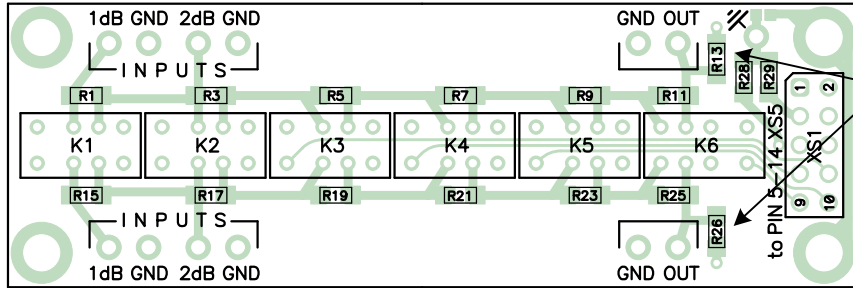 1dB GND 2dB GND GND OUT
INPUTS
R13
R28
R29
R1 R3 R5 R7 R9 R11
1 2
K1 K2 K3 K4 K5 K6
XS1
to PIN 5-14 XS5
9 10
R15 R17 R19 R21 R23 R25
INPUTS
R26
1dB GND 2dB GND GND OUT